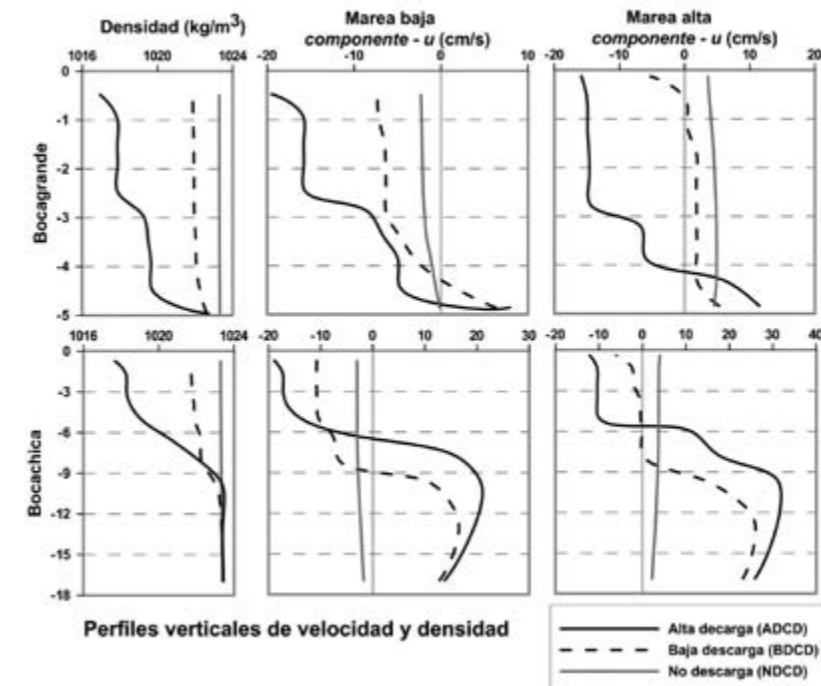 Densidad (kg/m³)
Marea baja
componente - u (cm/s)
Marea alta
componente - u (cm/s)
1016 1020 1024
-20 -10 0 10
-20 -10 0 10 20
Bocagrande
0
-1
-2
-3
-4
-5
1016 1020 1024
-20 -10 0 10 20 30
-20 -10 0 10 20 30 40
Bocachica
0
-3
-6
-9
-12
-15
-18
Perfiles verticales de velocidad y densidad
Alta decarga (ADCD)
Baja descarga (BDCD)
No descarga (NDCD)